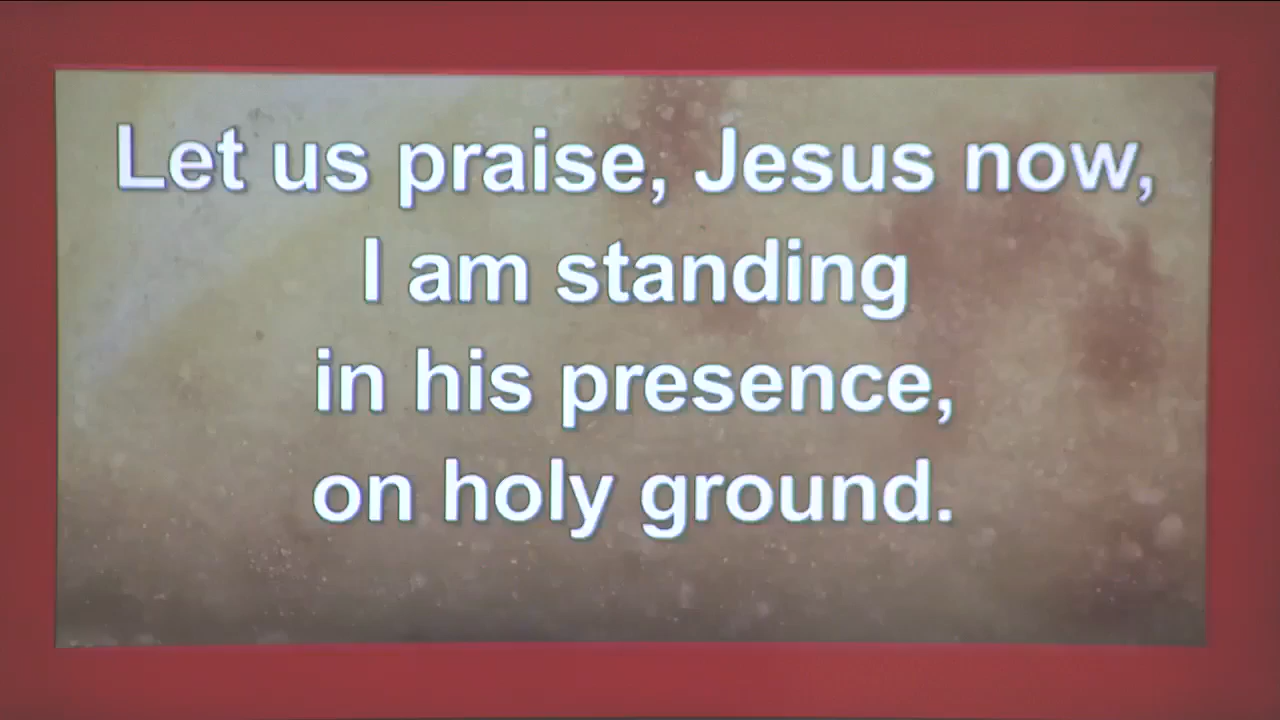 Let us praise, Jesus now,
I am standing
in his presence,
on holy ground.